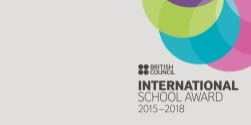 BRITISH
COUNCIL
INTERNATIONAL
SCHOOL AWARD
2015–2018